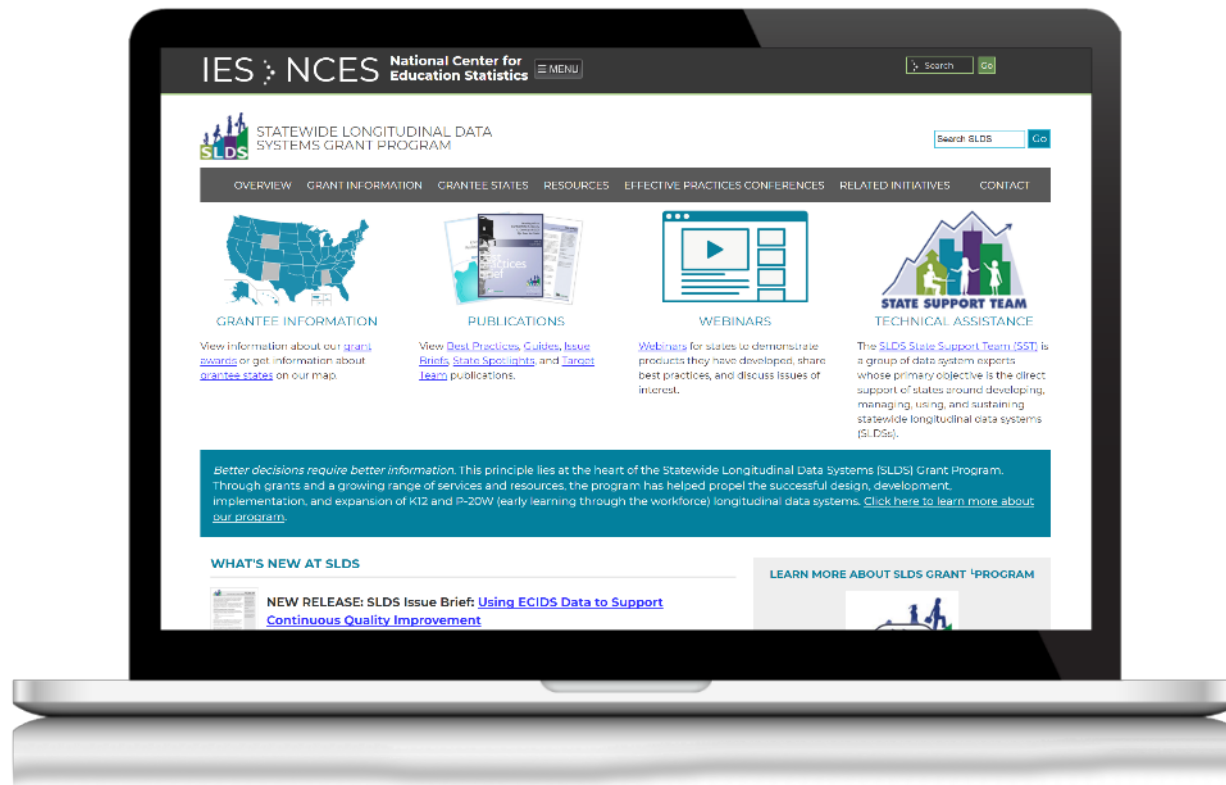 IES NCES National Center for
Education Statistics
MENU
Search Go
SLDS
STATEWIDE LONGITUDINAL DATA
SYSTEMS GRANT PROGRAM
Search SLDS Go
OVERVIEW GRANT INFORMATION GRANTEE STATES RESOURCES EFFECTIVE PRACTICES CONFERENCES RELATED INITIATIVES CONTACT
STATE SUPPORT TEAM
GRANTEE INFORMATION
View information about our grant
awards or get information about
grantee states on our map.
PUBLICATIONS
View Best Practices, Guides, Issue
Briefs, State Spotlights, and Target
Team publications.
WEBINARS
Webinars for states to demonstrate
products they have developed, share
best practices, and discuss issues of
interest.
TECHNICAL ASSISTANCE
The SLDS State Support Team (SST) is
a group of data system experts
whose primary objective is the direct
support of states around developing,
managing, using, and sustaining
statewide longitudinal data systems
(SLDSs).
Better decisions require better information. This principle lies at the heart of the Statewide Longitudinal Data Systems (SLDS) Grant Program.
Through grants and a growing range of services and resources, the program has helped propel the successful design, development,
implementation, and expansion of K12 and P-20W (early learning through the workforce) longitudinal data systems. Click here to learn more about
our program.
WHAT'S NEW AT SLDS
NEW RELEASE: SLDS Issue Brief: Using ECIDS Data to Support
Continuous Quality Improvement
LEARN MORE ABOUT SLDS GRANT PROGRAM